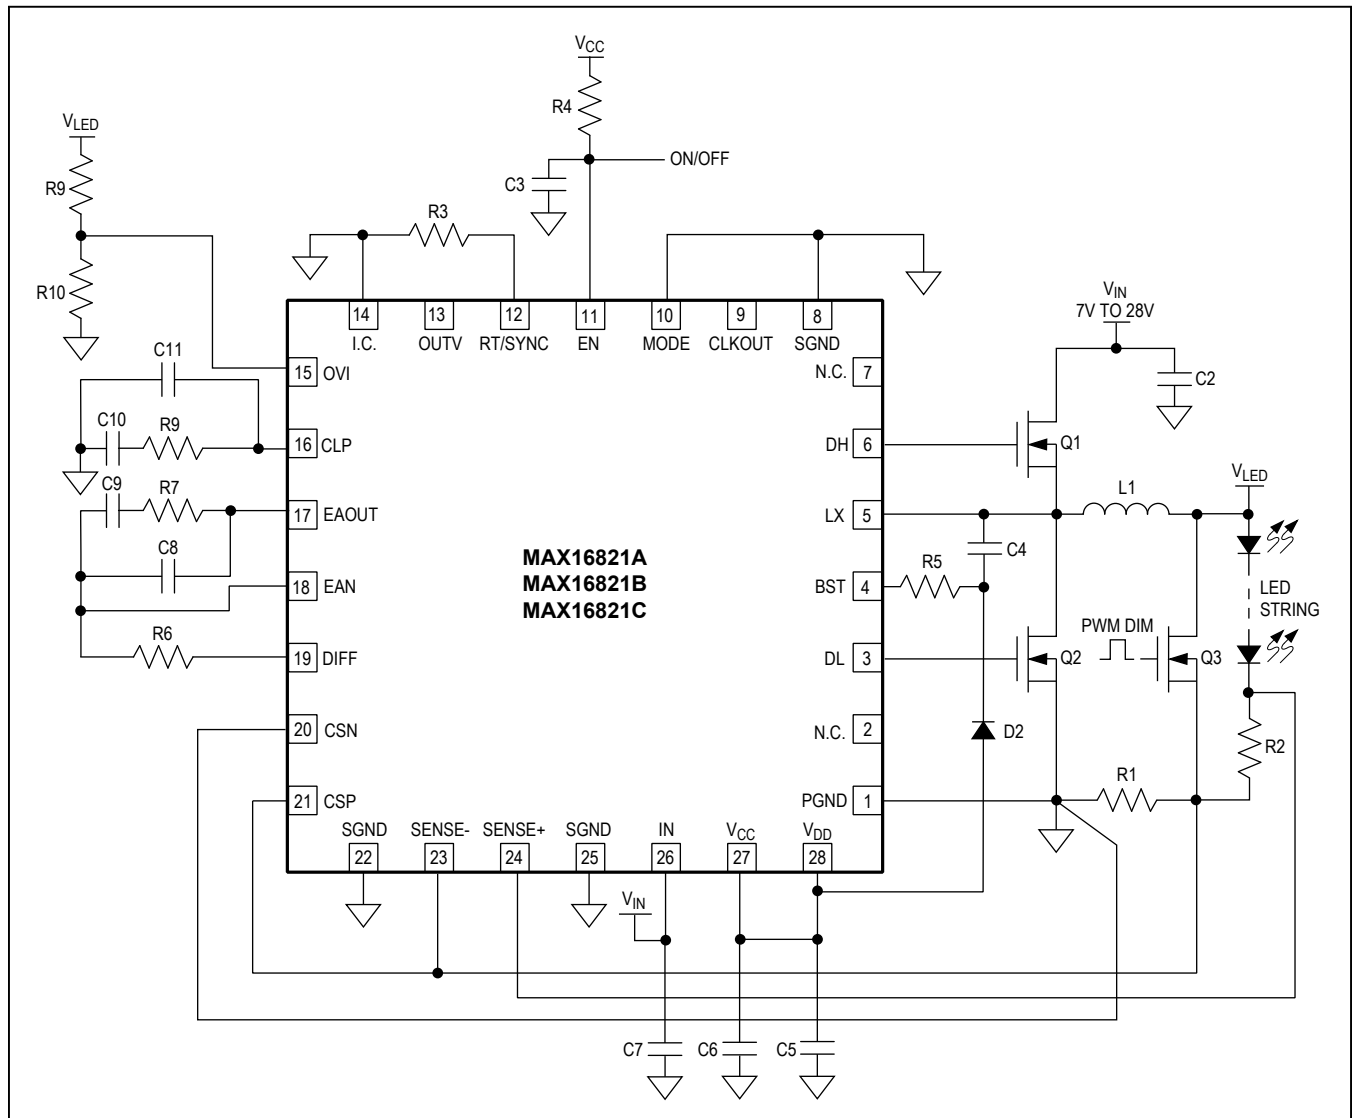 VCC
R4
VLED
ON/OFF
C3
R9
R3
R10
VIN
7V TO 28V
14 13 12 11 10 9 8
I.C. OUTV RT/SYNC EN MODE CLKOUT SGND
C11
15 OVI
N.C. 7
C2
C10 R9
16 CLP
DH 6
Q1
C9 R7
VLED
L1
17 EAOUT
LX 5
C4
C8
MAX16821A
MAX16821B
MAX16821C
R5
18 EAN
BST 4
LED
STRING
PWM DIM
R6
19 DIFF
DL 3
Q2
Q3
20 CSN
N.C. 2
D2
R2
R1
21 CSP
PGND 1
SGND SENSE- SENSE+ SGND IN VCC VDD
22 23 24 25 26 27 28
VIN
C7 C6 C5